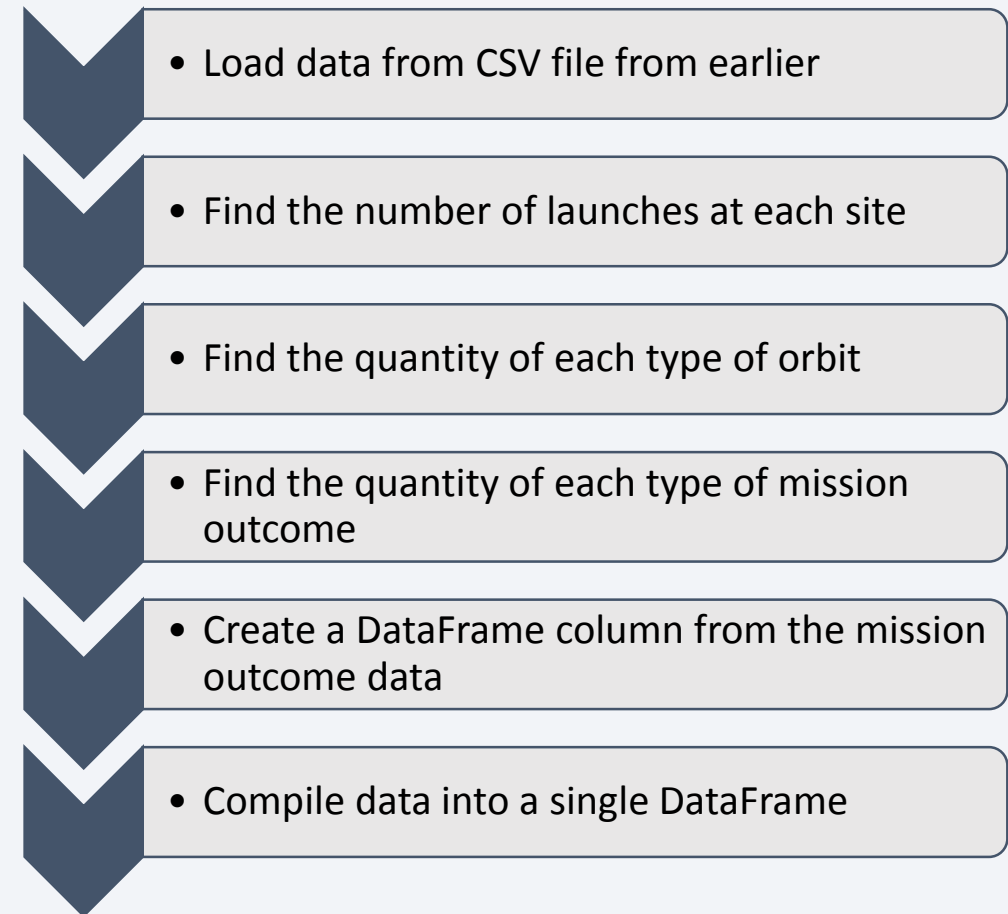 • Load data from CSV file from earlier
• Find the number of launches at each site
• Find the quantity of each type of orbit
• Find the quantity of each type of mission
outcome
• Create a DataFrame column from the mission
outcome data
• Compile data into a single DataFrame